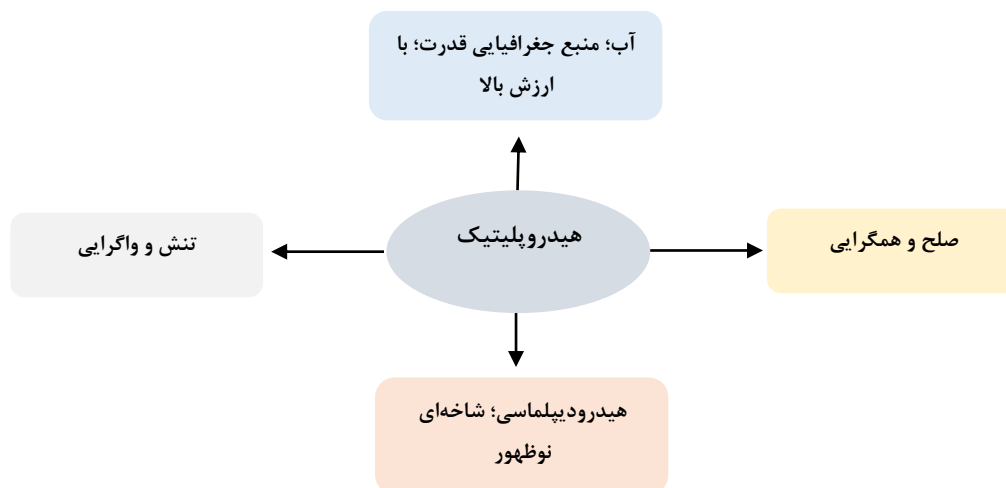 آب؛ منبع جغرافیایی قدرت؛ با
ارزش بالا
هیدروپلیتیک
صلح و همگرایی
تنش و واگرایی
هیدرودیپلماسی؛ شاخه‌ای
نوظهور